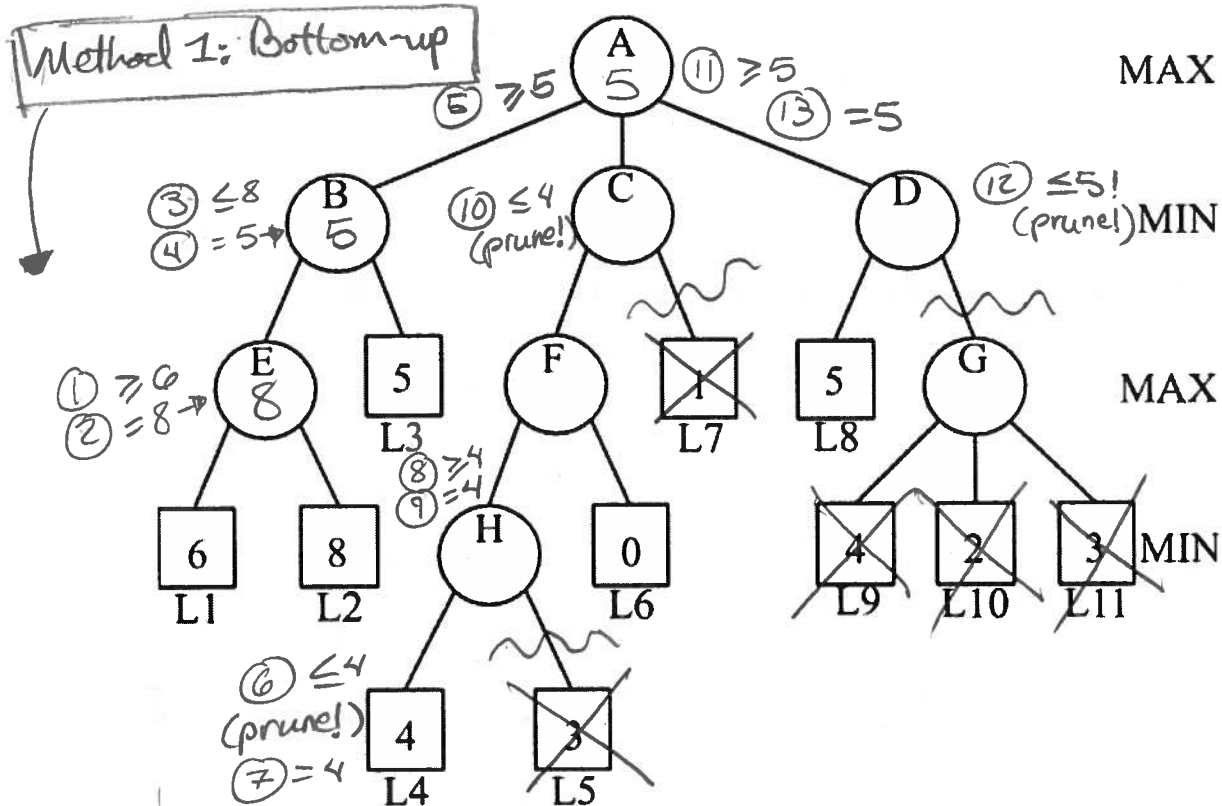 Method 1: Bottom-up
A
5
⑤ ≥5
⑪ ≥5
⑬ =5
MAX
③ ≤8
④ =5
B
5
⑩ ≤4
(prune!)
C
D
⑫ ≤5!
(prune!)
MIN
① ≥6
② =8
E
8
5
L3
F
1
L7
5
L8
G
MAX
6
L1
8
L2
⑧ ≥4
⑨ =4
H
0
L6
4
L9
2
L10
3
L11
MIN
⑥ ≤4
(prune!)
⑦ =4
4
L4
3
L5